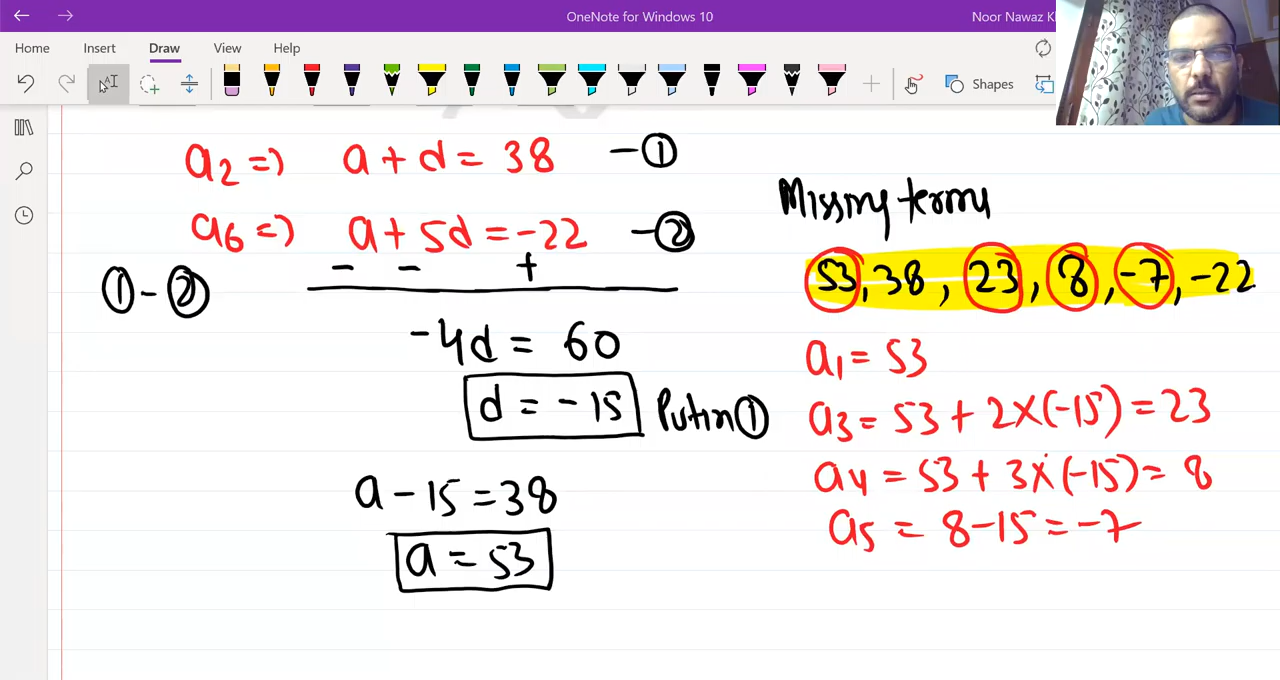 OneNote for Windows 10
Noor Nawaz Kh
Home Insert Draw View Help
Shapes
a2 => a + d = 38 - ①
a6 => a + 5d = -22 - ②
- - +
① - ②
-4d = 60
d = -15 Put in ①
a - 15 = 38
a = 53
Missing terms
53, 38, 23, 8, -7, -22
a1 = 53
a3 = 53 + 2×(-15) = 23
a4 = 53 + 3×(-15) = 8
a5 = 8 - 15 = -7